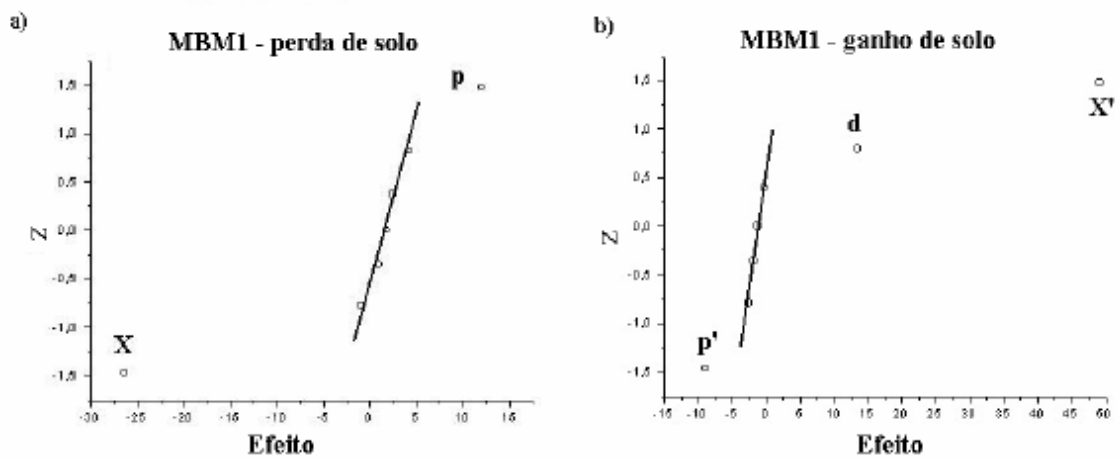 a)
MBM1 - perda de solo
p
X
Z
1,5
1,0
0,5
0,0
-0,5
-1,0
-1,5
-30 -25 -20 -15 -10 -5 0 5 10 15
Efeito
b)
MBM1 - ganho de solo
X'
d
p'
Z
1,5
1,0
0,5
0,0
-0,5
-1,0
-1,5
-15 -10 -5 0 5 10 15 20 25 30 35 40 45 50
Efeito